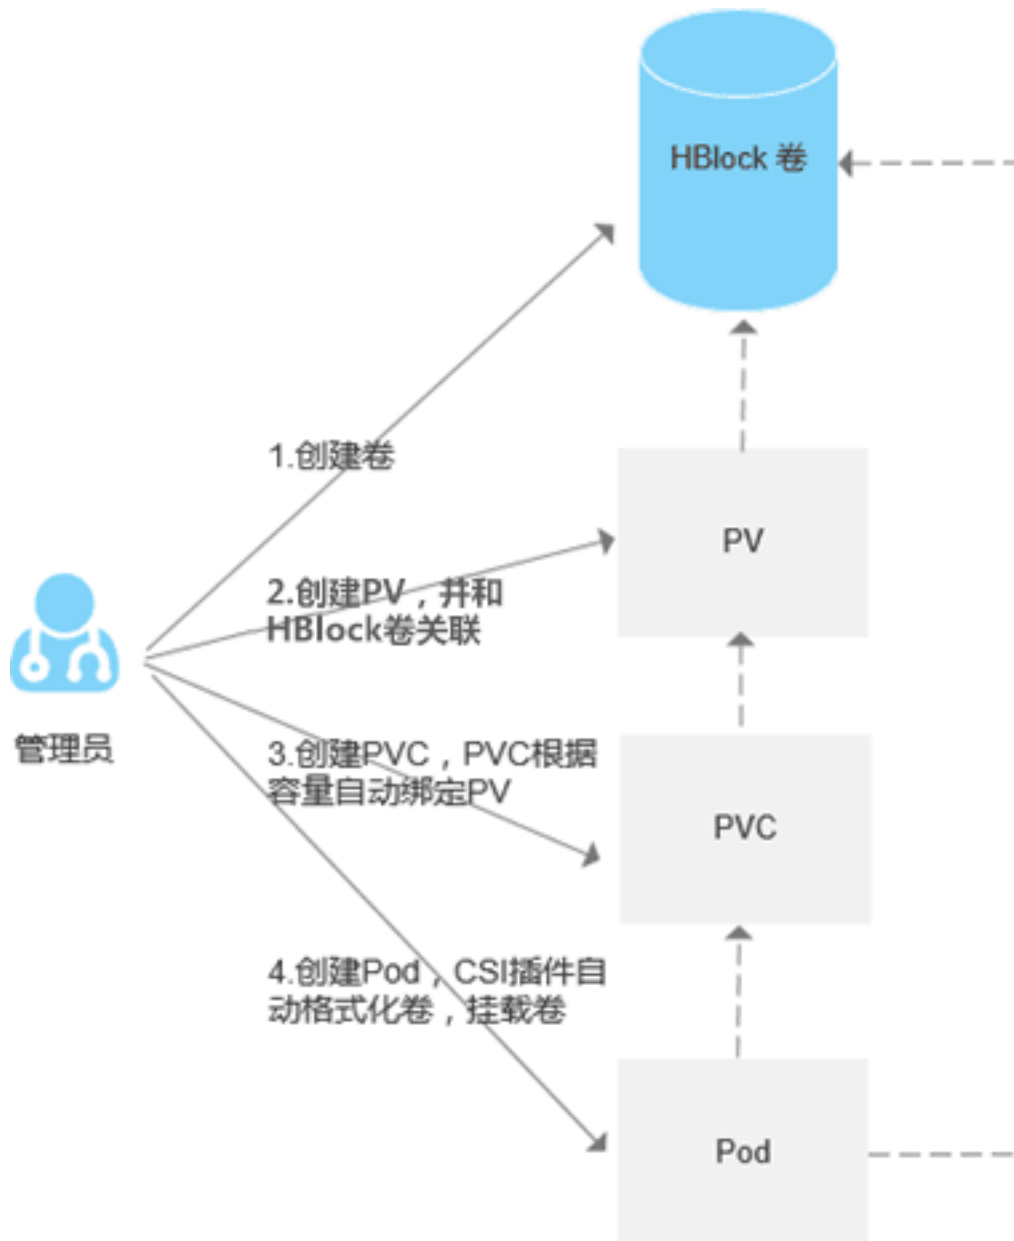 HBlock 卷
1.创建卷
PV
2.创建PV，并和
HBlock卷关联
管理员
3.创建PVC，PVC根据
容量自动绑定PV
PVC
4.创建Pod，CSI插件自
动格式化卷，挂载卷
Pod